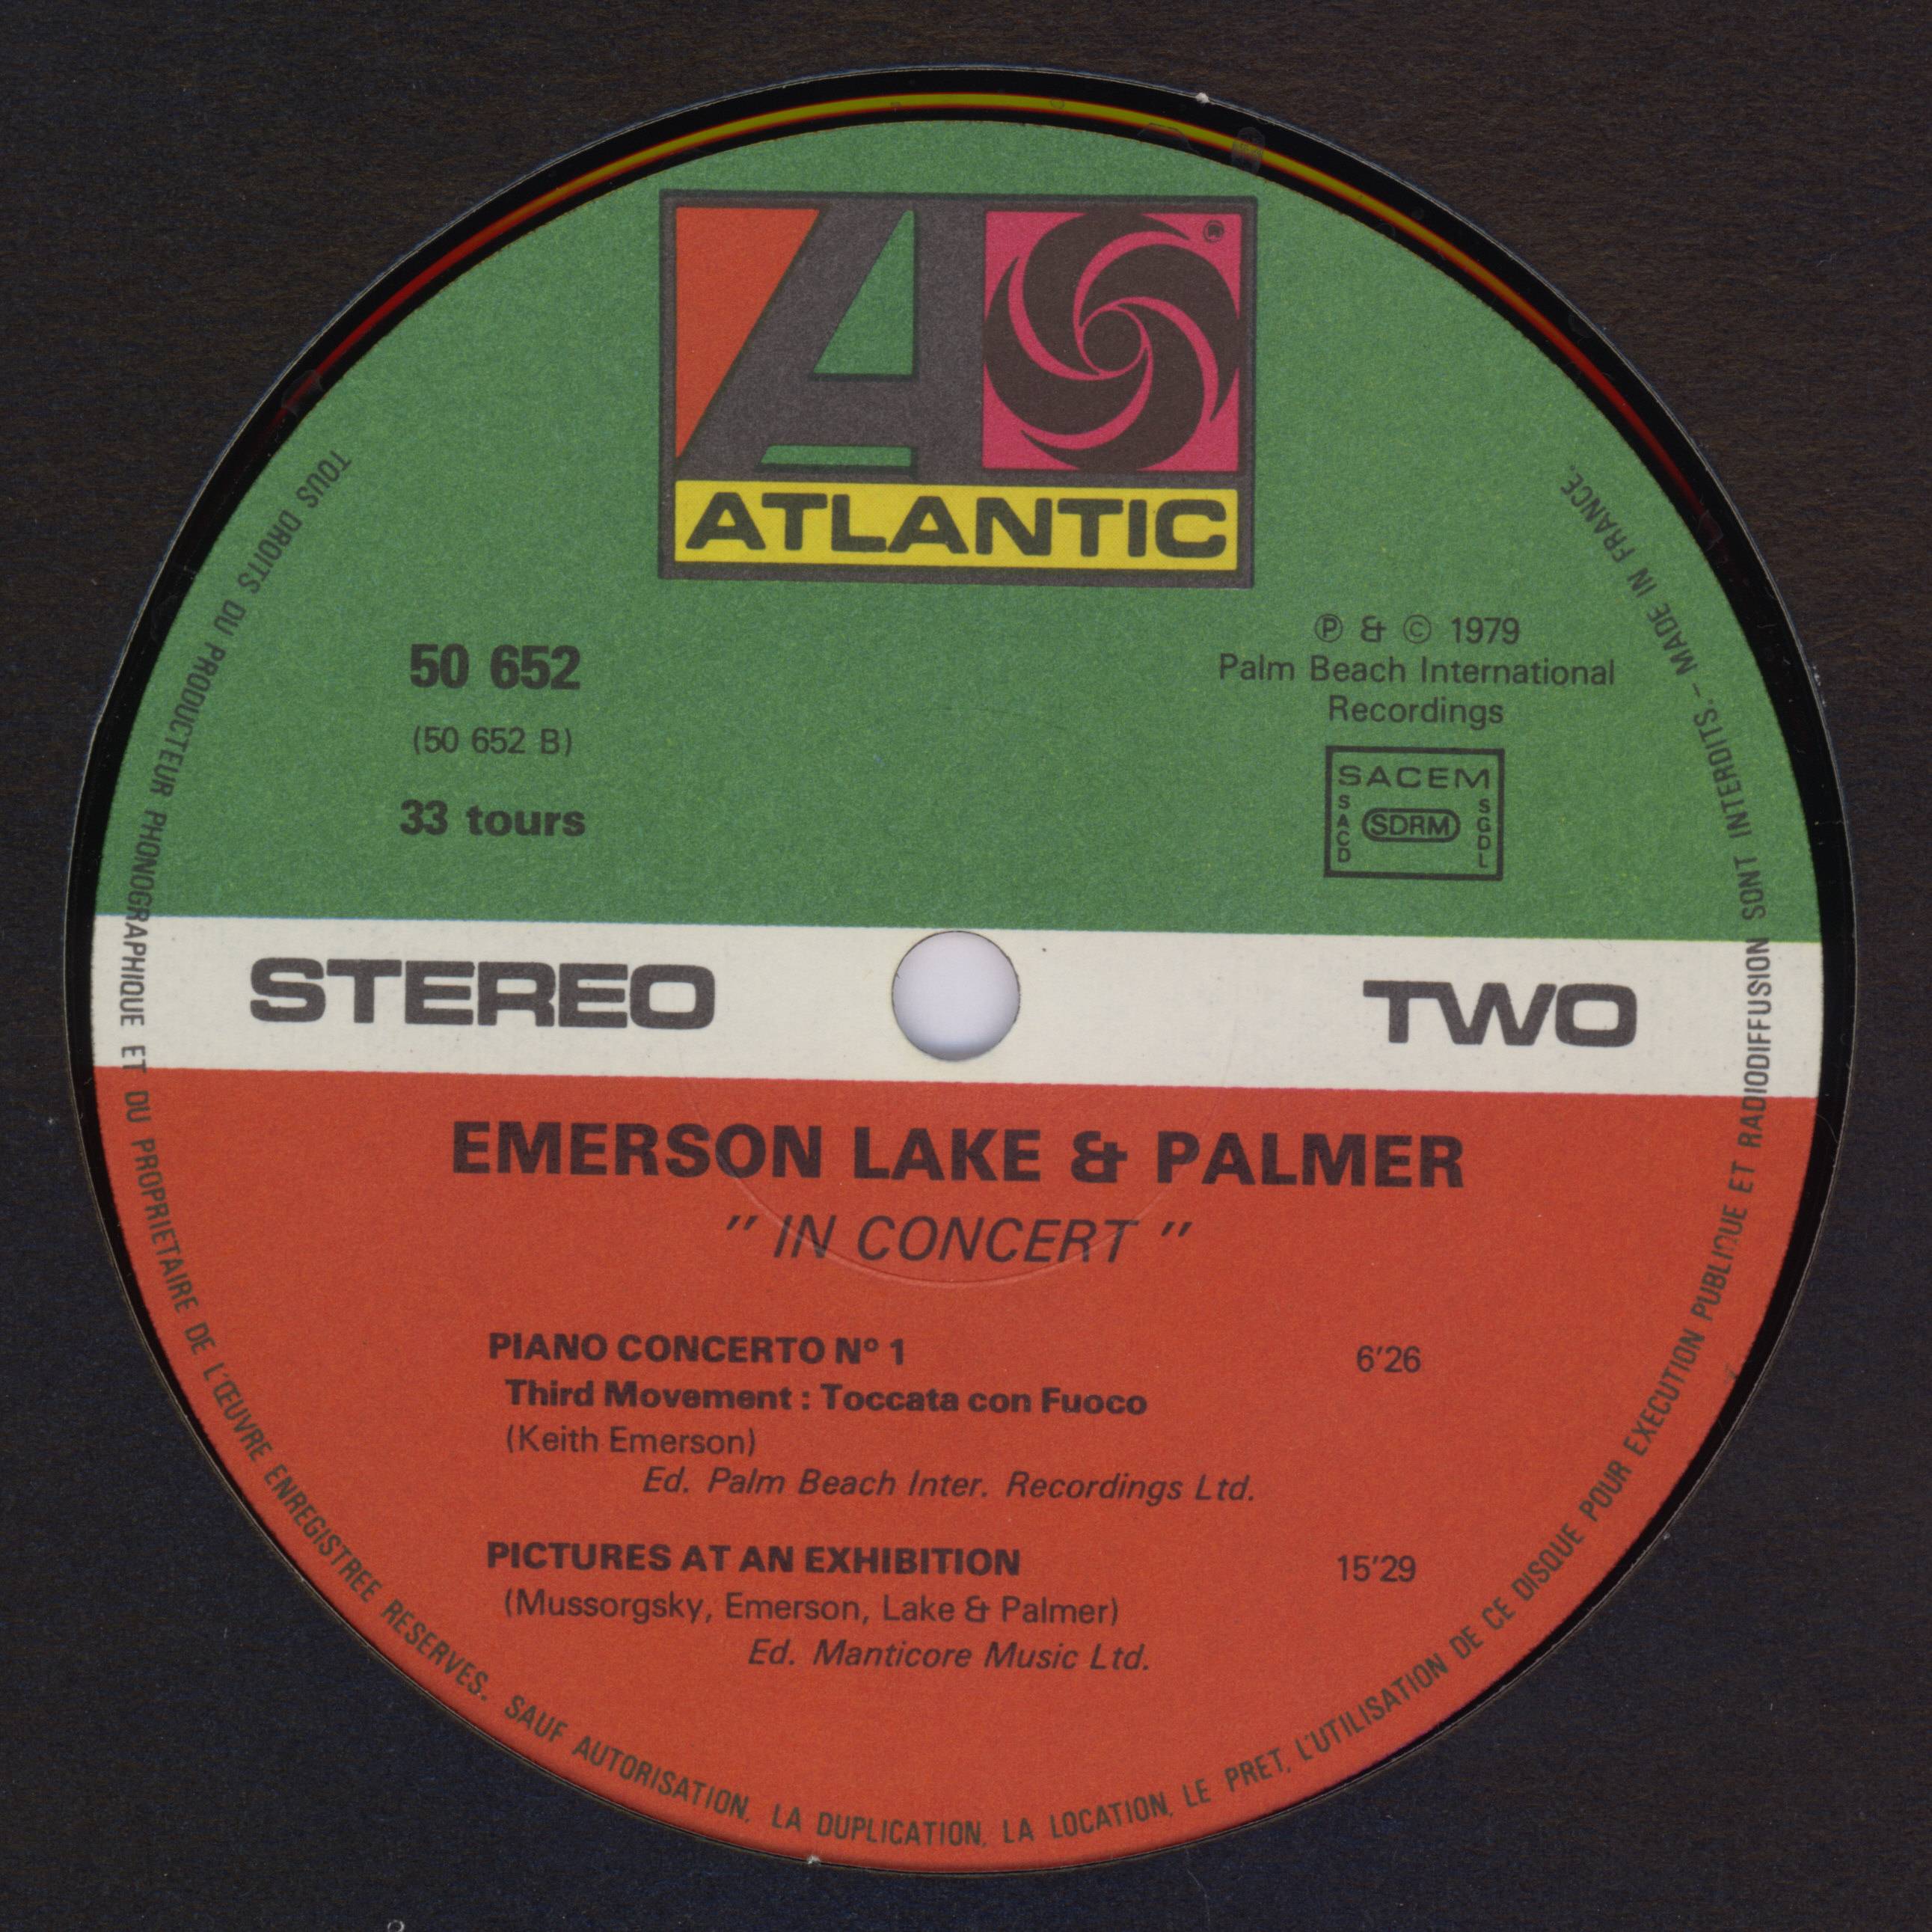 ATLANTIC
®
50 652
(50 652 B)
33 tours
Ⓟ & © 1979
Palm Beach International
Recordings
SACEM
SACD
SDRM
SGDL
STEREO
TWO
EMERSON LAKE & PALMER
" IN CONCERT "
PIANO CONCERTO Nº 1 6'26
Third Movement : Toccata con Fuoco
(Keith Emerson)
Ed. Palm Beach Inter. Recordings Ltd.
PICTURES AT AN EXHIBITION 15'29
(Mussorgsky, Emerson, Lake & Palmer)
Ed. Manticore Music Ltd.
TOUS DROITS DU PRODUCTEUR PHONOGRAPHIQUE ET DU PROPRIETAIRE DE L'ŒUVRE ENREGISTREE RESERVES. SAUF AUTORISATION, LA DUPLICATION, LA LOCATION, LE PRET, L'UTILISATION DE CE DISQUE POUR EXECUTION PUBLIQUE ET RADIODIFFUSION SONT INTERDITS. - MADE IN FRANCE.